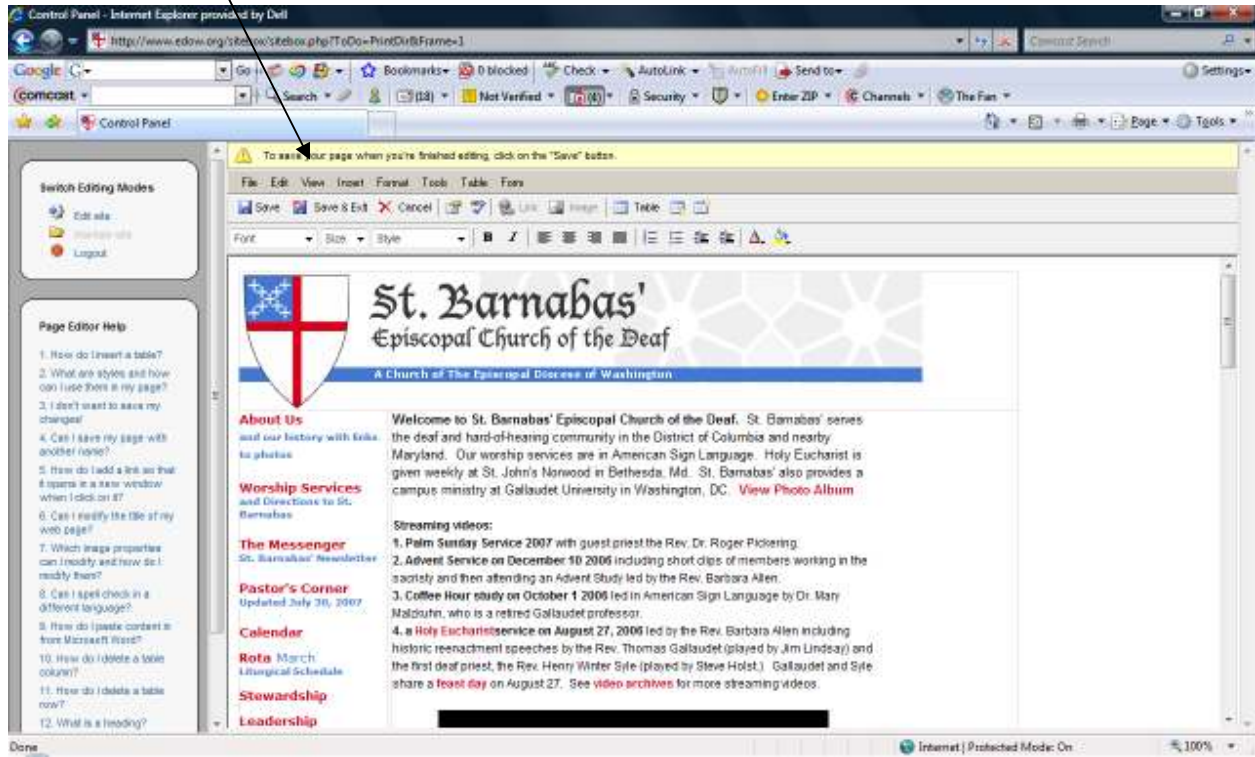 Control Panel - Internet Explorer provided by Dell
http://www.edow.org/sitebox/sitebox.php?ToDo=PrintDir&Frame=1
Comcast Search
Google
Go
Bookmarks
0 blocked
Check
AutoLink
AutoFill
Send to
Settings
comcast
Search
(18)
Not Verified
(4)
Security
Enter ZIP
Channels
The Fan
Control Panel
Page
Tools
To save your page when you're finished editing, click on the "Save" button.
File Edit View Insert Format Tools Table Form
Save Save & Exit Cancel Link Image Table
Font Size Style B I
Switch Editing Modes
Edit site
Maintain site
Logout
Page Editor Help
1. How do I insert a table?
2. What are styles and how
can I use them in my page?
3. I don't want to save my
changes!
4. Can I save my page with
another name?
5. How do I add a link so that
it opens in a new window
when I click on it?
6. Can I modify the title of my
web page?
7. Which image properties
can I modify and how do I
modify them?
8. Can I spell check in a
different language?
9. How do I paste content in
from Microsoft Word?
10. How do I delete a table
column?
11. How do I delete a table
row?
12. What is a heading?
St. Barnabas'
Episcopal Church of the Deaf
A Church of The Episcopal Diocese of Washington
About Us
and our history with links
to photos
Worship Services
and Directions to St.
Barnabas
The Messenger
St. Barnabas' Newsletter
Pastor's Corner
Updated July 30, 2007
Calendar
Rota March
Liturgical Schedule
Stewardship
Leadership
Welcome to St. Barnabas' Episcopal Church of the Deaf. St. Barnabas' serves
the deaf and hard-of-hearing community in the District of Columbia and nearby
Maryland. Our worship services are in American Sign Language. Holy Eucharist is
given weekly at St. John's Norwood in Bethesda, Md. St. Barnabas' also provides a
campus ministry at Gallaudet University in Washington, DC. View Photo Album
Streaming videos:
1. Palm Sunday Service 2007 with guest priest the Rev. Dr. Roger Pickering.
2. Advent Service on December 10 2006 including short clips of members working in the
sacristy and then attending an Advent Study led by the Rev. Barbara Allen.
3. Coffee Hour study on October 1 2006 led in American Sign Language by Dr. Mary
Malzkuhn, who is a retired Gallaudet professor.
4. a Holy Eucharistservice on August 27, 2006 led by the Rev. Barbara Allen including
historic reenactment speeches by the Rev. Thomas Gallaudet (played by Jim Lindsay) and
the first deaf priest, the Rev. Henry Winter Syle (played by Steve Holst.) Gallaudet and Syle
share a feast day on August 27. See video archives for more streaming videos.
Done
Internet | Protected Mode: On
100%